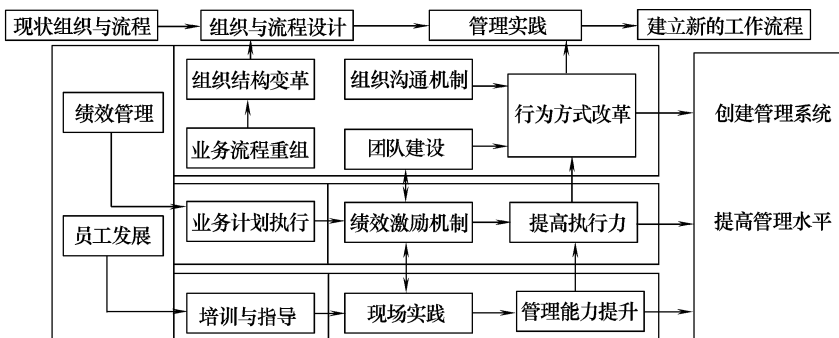 现状组织与流程
组织与流程设计
管理实践
建立新的工作流程
组织结构变革
组织沟通机制
绩效管理
行为方式改革
创建管理系统
业务流程重组
团队建设
员工发展
业务计划执行
绩效激励机制
提高执行力
提高管理水平
培训与指导
现场实践
管理能力提升